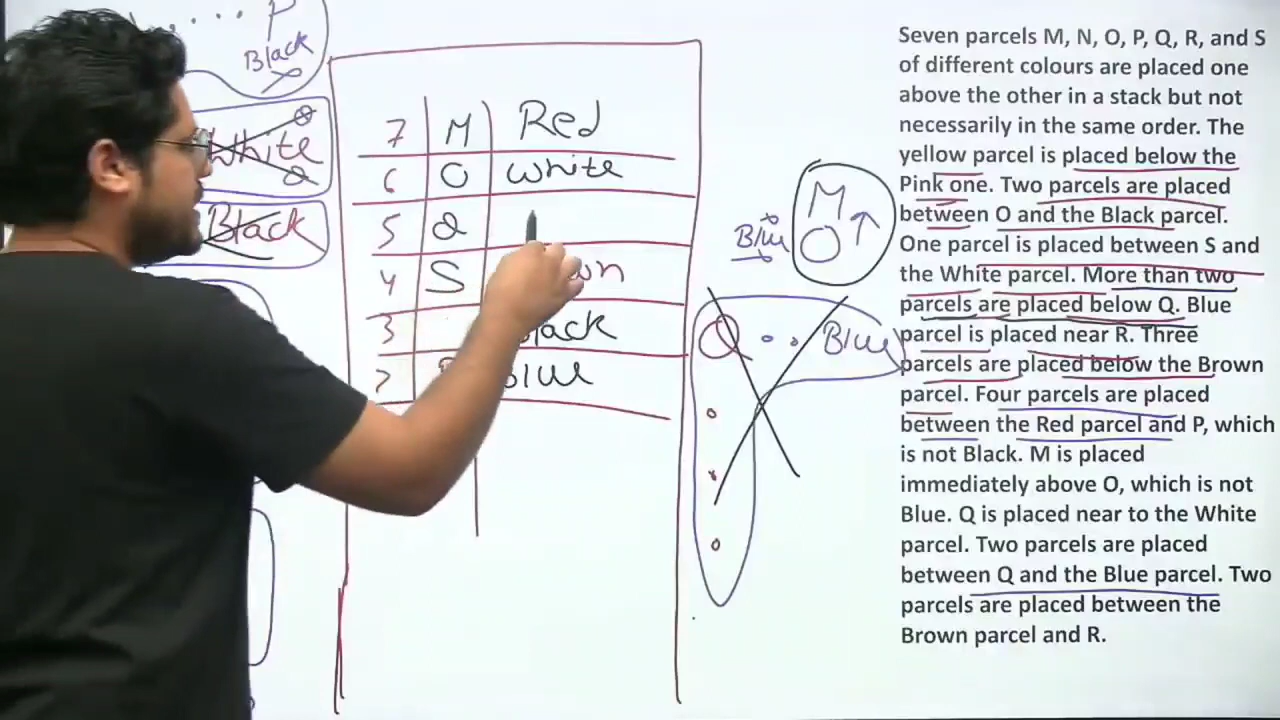 P
Black
White
Black
7 M Red
6 O White
5 Q
4 S wn
3 lack
2 Blue
M
O
Blue
Q .. Blue
Seven parcels M, N, O, P, Q, R, and S
of different colours are placed one
above the other in a stack but not
necessarily in the same order. The
yellow parcel is placed below the
Pink one. Two parcels are placed
between O and the Black parcel.
One parcel is placed between S and
the White parcel. More than two
parcels are placed below Q. Blue
parcel is placed near R. Three
parcels are placed below the Brown
parcel. Four parcels are placed
between the Red parcel and P, which
is not Black. M is placed
immediately above O, which is not
Blue. Q is placed near to the White
parcel. Two parcels are placed
between Q and the Blue parcel. Two
parcels are placed between the
Brown parcel and R.